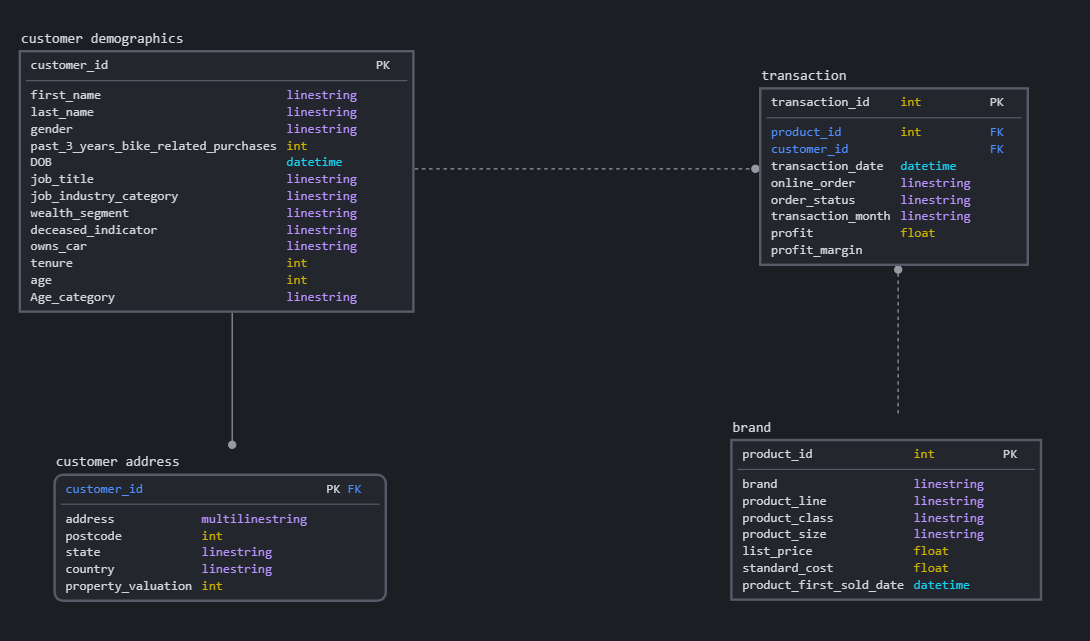 customer demographics
customer_id PK
first_name linestring
last_name linestring
gender linestring
past_3_years_bike_related_purchases int
DOB datetime
job_title linestring
job_industry_category linestring
wealth_segment linestring
deceased_indicator linestring
owns_car linestring
tenure int
age int
Age_category linestring
transaction
transaction_id int PK
product_id int FK
customer_id FK
transaction_date datetime
online_order linestring
order_status linestring
transaction_month linestring
profit float
profit_margin
customer address
customer_id PK FK
address multilinestring
postcode int
state linestring
country linestring
property_valuation int
brand
product_id int PK
brand linestring
product_line linestring
product_class linestring
product_size linestring
list_price float
standard_cost float
product_first_sold_date datetime